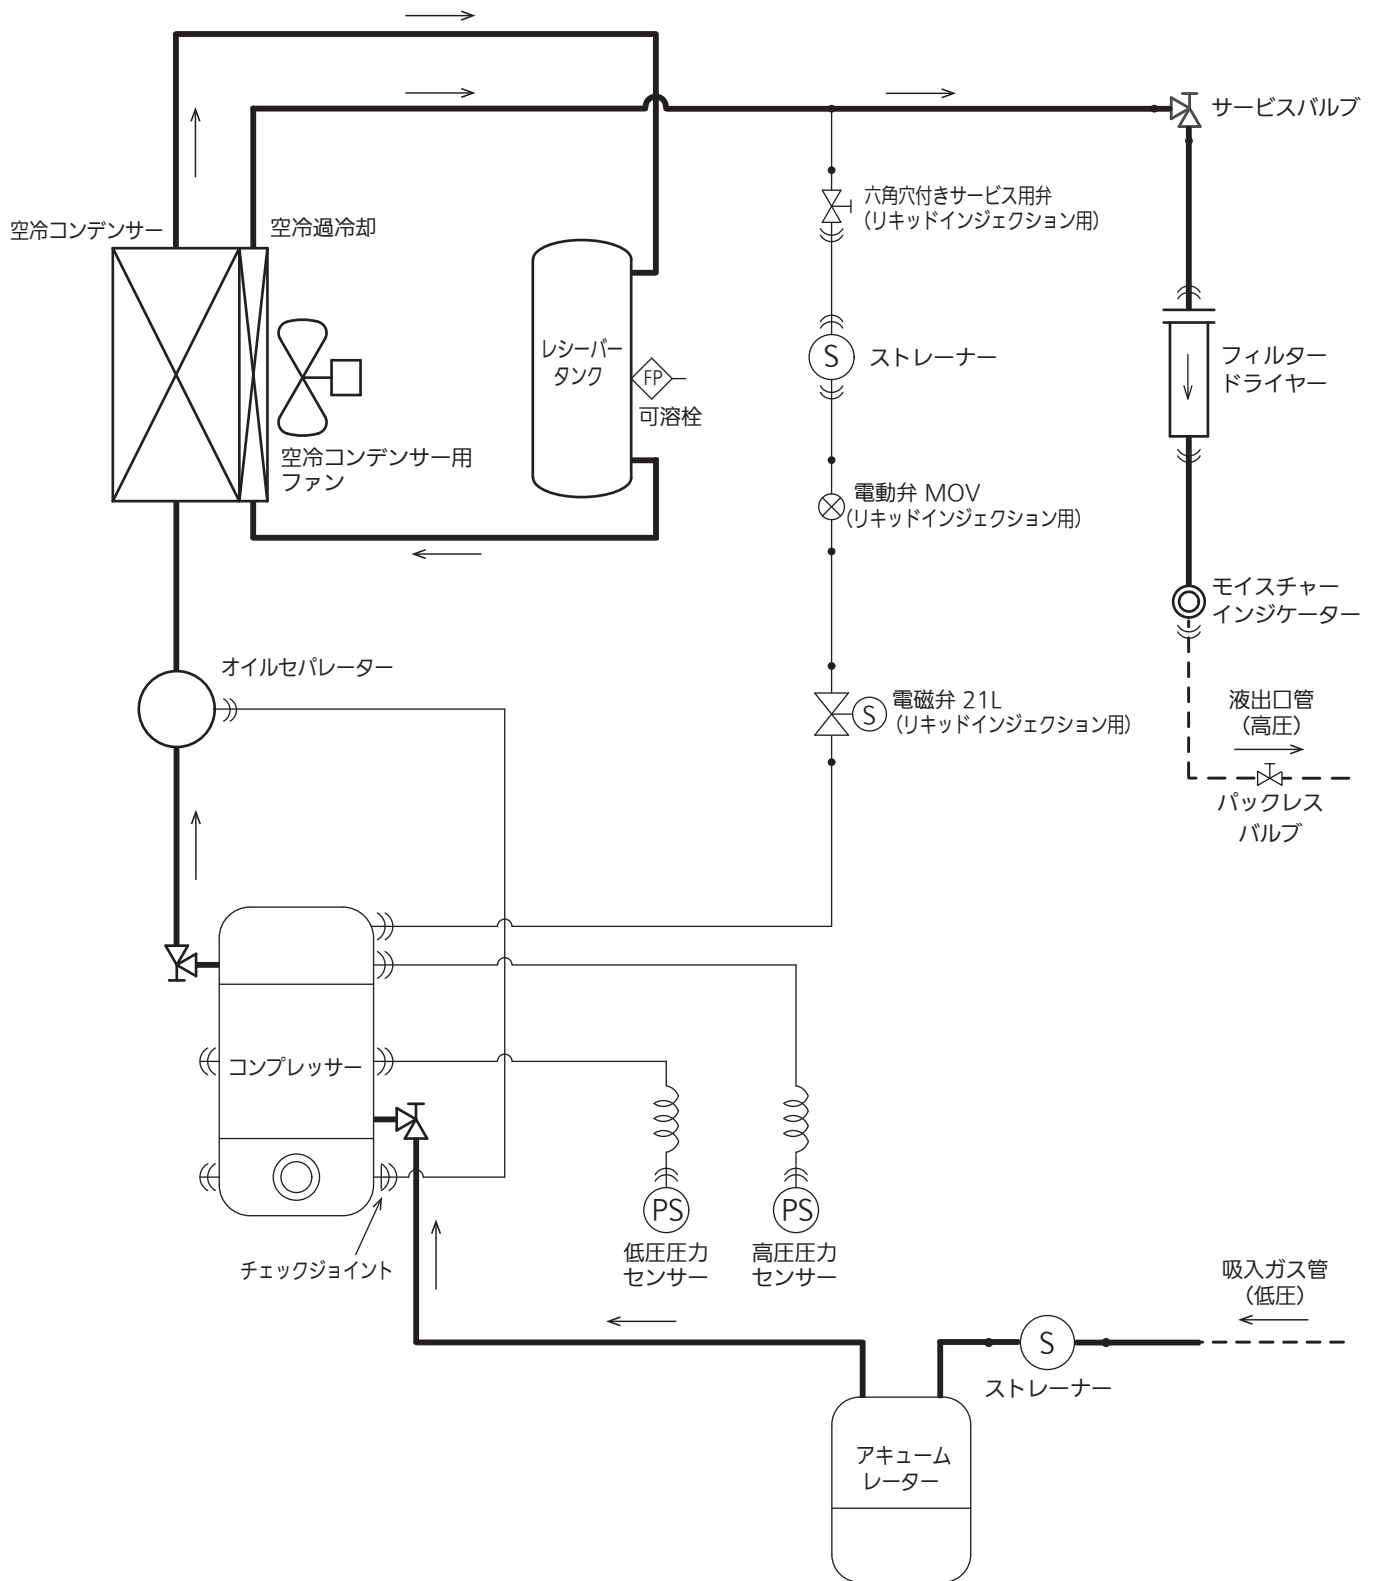 サービスバルブ
六角穴付きサービス用弁
(リキッドインジェクション用)
空冷コンデンサー
空冷過冷却
レシーバー
タンク
FP
可溶栓
S
ストレーナー
フィルター
ドライヤー
空冷コンデンサー用
ファン
電動弁 MOV
(リキッドインジェクション用)
モイスチャー
インジケーター
オイルセパレーター
電磁弁 21L
(リキッドインジェクション用)
S
液出口管
(高圧)
パックレス
バルブ
コンプレッサー
PS
PS
低圧圧力
センサー
高圧圧力
センサー
チェックジョイント
吸入ガス管
(低圧)
S
ストレーナー
アキューム
レーター